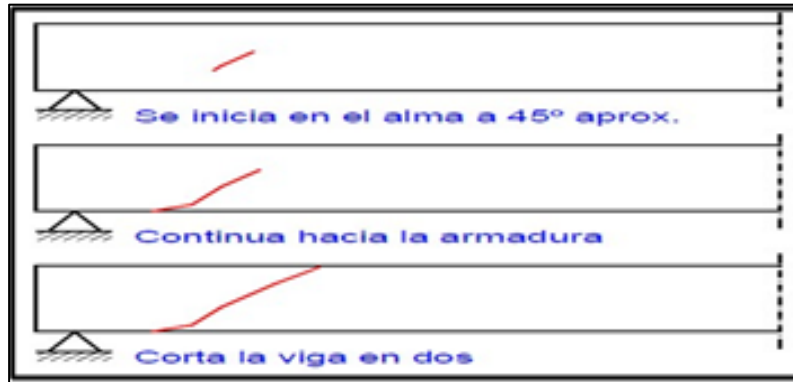 Se inicia en el alma a 45º aprox.
Continua hacia la armadura
Corta la viga en dos